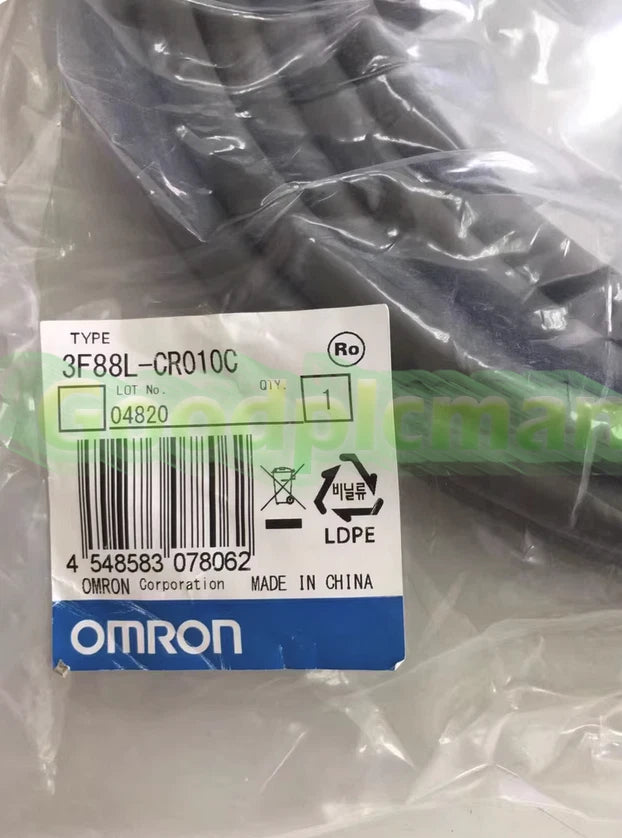 TYPE
3F88L-CR010C
Ro
LOT No.
QTY.
04820
1
Goodplcman
비닐류
LDPE
4 548583 078062
OMRON Corporation MADE IN CHINA
OMRON